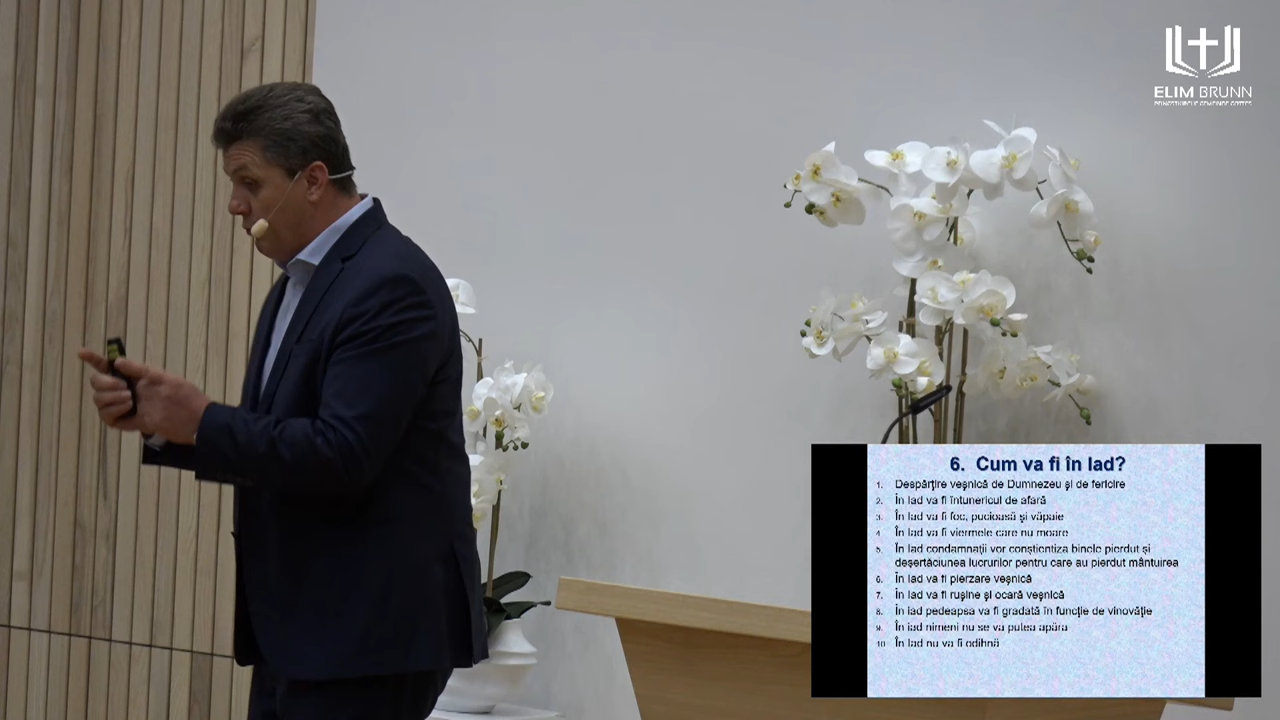 ELIM BRUNN
PFINGSTKIRCHE GEMEINDE GOTTES
6. Cum va fi în Iad?
1. Despărţire veşnică de Dumnezeu şi de fericire
2. În Iad va fi întunericul de afară
3. În Iad va fi foc, pucioasă şi văpaie
4. În Iad va fi viermele care nu moare
5. În Iad condamnaţii vor conştientiza binele pierdut şi
deşertăciunea lucrurilor pentru care au pierdut mântuirea
6. În Iad va fi pierzare veşnică
7. În Iad va fi ruşine şi ocară veşnică
8. În Iad pedeapsa va fi gradată în funcţie de vinovăţie
9. În iad nimeni nu se va putea apăra
10. În Iad nu va fi odihnă